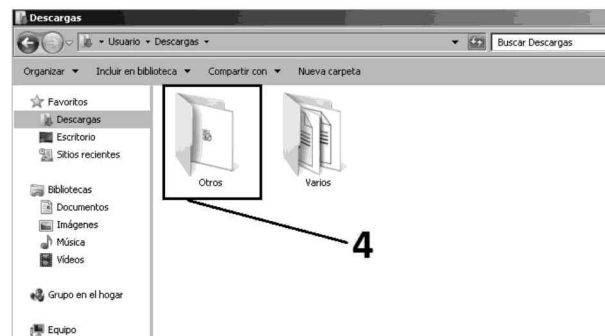 Descargas
Usuario Descargas Buscar Descargas
Organizar Incluir en biblioteca Compartir con Nueva carpeta
Favoritos
Descargas
Escritorio
Sitios recientes
Bibliotecas
Documentos
Imágenes
Música
Vídeos
Grupo en el hogar
Equipo
Otros Varios
4